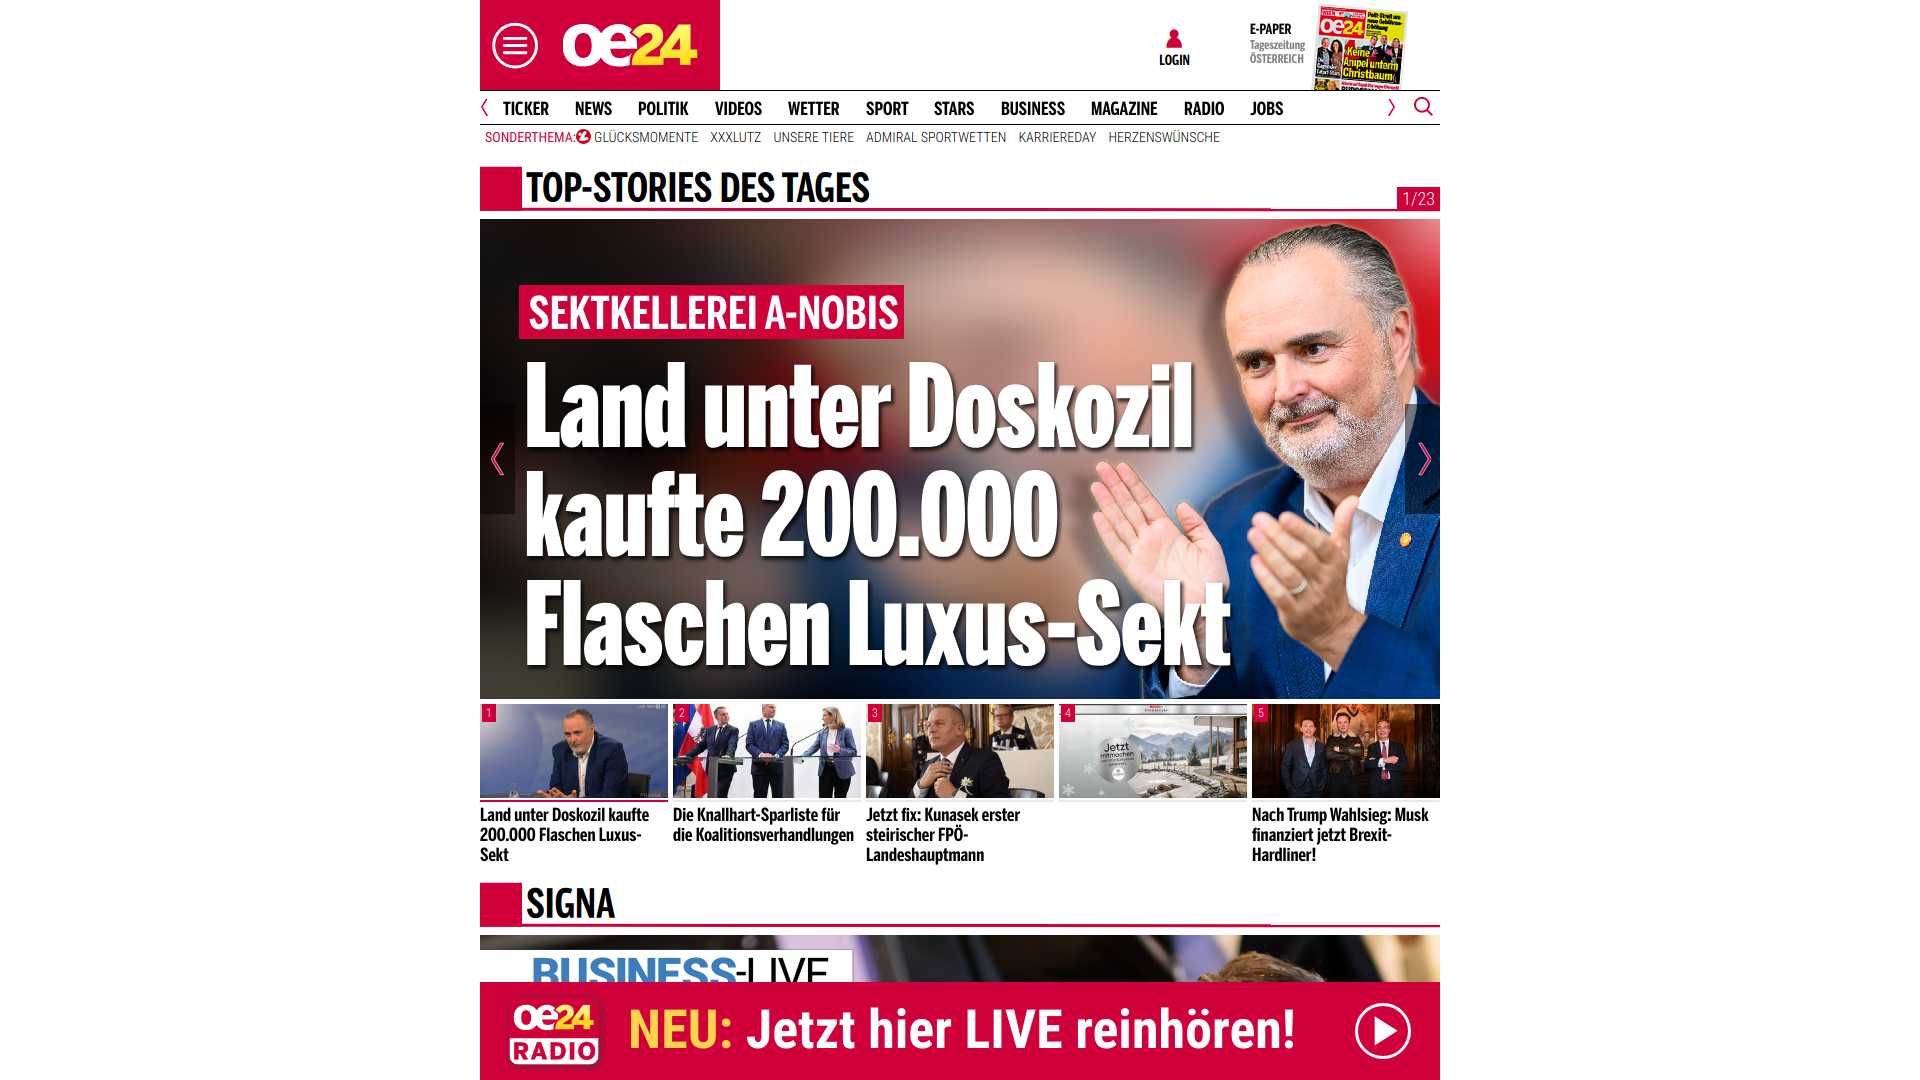 oe24
LOGIN
E-PAPER
Tageszeitung
ÖSTERREICH
oe24
Keine
Ampel unterm
Christbaum
TICKER NEWS POLITIK VIDEOS WETTER SPORT STARS BUSINESS MAGAZINE RADIO JOBS
SONDERTHEMA: GLÜCKSMOMENTE XXXLUTZ UNSERE TIERE ADMIRAL SPORTWETTEN KARRIEREDAY HERZENSWÜNSCHE
TOP-STORIES DES TAGES
1/23
SEKTKELLEREI A-NOBIS
Land unter Doskozil
kaufte 200.000
Flaschen Luxus-Sekt
1
2
3
4
5
Jetzt
mitmachen
Land unter Doskozil kaufte
200.000 Flaschen Luxus-
Sekt
Die Knallhart-Sparliste für
die Koalitionsverhandlungen
Jetzt fix: Kunasek erster
steirischer FPÖ-
Landeshauptmann
Nach Trump Wahlsieg: Musk
finanziert jetzt Brexit-
Hardliner!
SIGNA
BUSINESS-LIVE
oe24
RADIO
NEU: Jetzt hier LIVE reinhören!